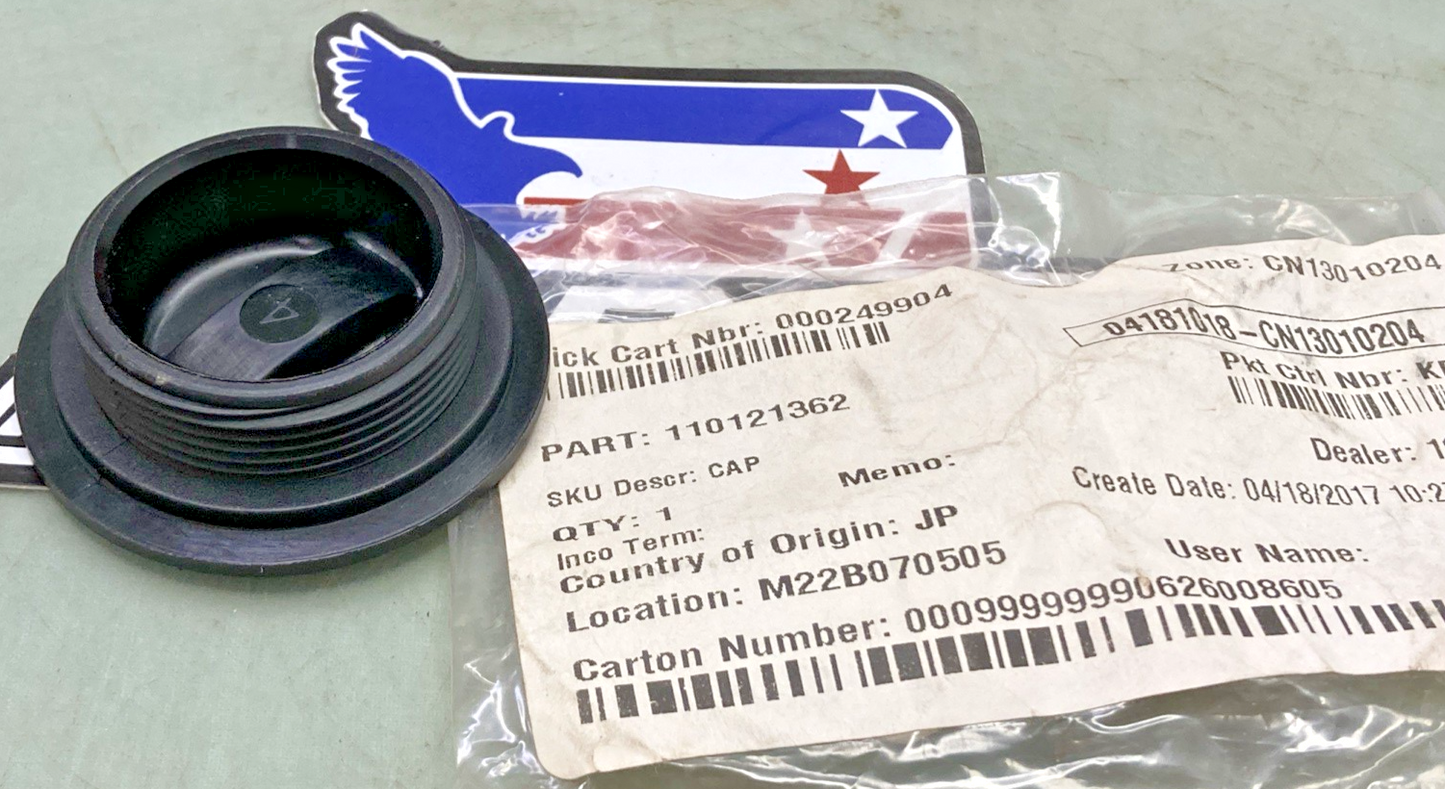 Zone: CN13010204
ick Cart Nbr: 000249904
04181018-CN13010204
Pkt Ctrl Nbr:
PART: 110121362
Dealer:
SKU Descr: CAP
Memo:
Create Date: 04/18/2017
QTY: 1
Inco Term:
Country of Origin: JP
User Name:
Location: M22B070505
Carton Number: 00099999990626008605
4